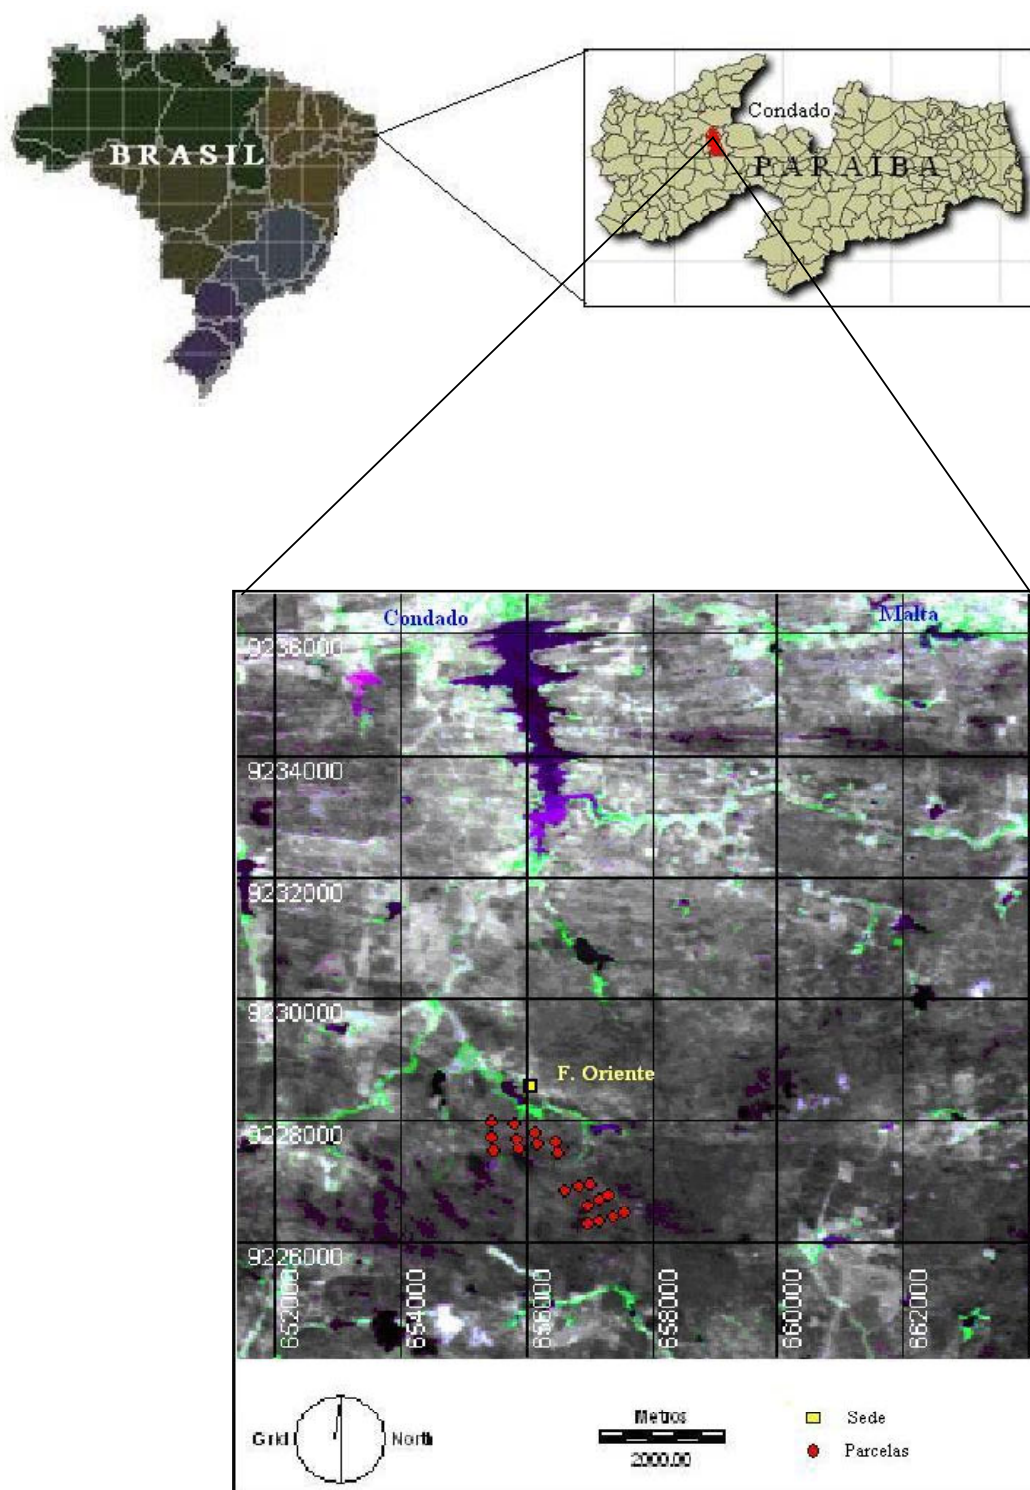 BRASIL
Condado
PARAIBA
Condado
Malta
9236000
9234000
9232000
9230000
F. Oriente
9228000
9226000
652000
654000
656000
658000
660000
662000
Grid North
Metros
2000.00
Sede
Parcelas